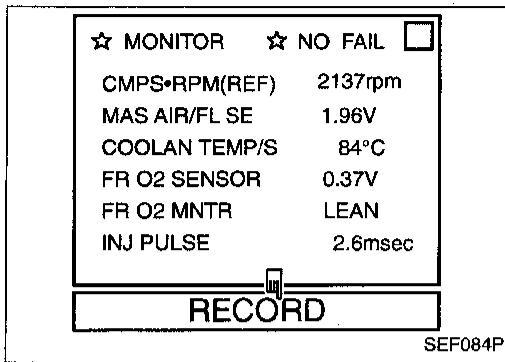 ☆ MONITOR ☆ NO FAIL
CMPS•RPM(REF) 2137rpm
MAS AIR/FL SE 1.96V
COOLAN TEMP/S 84°C
FR O2 SENSOR 0.37V
FR O2 MNTR LEAN
INJ PULSE 2.6msec
RECORD
SEF084P